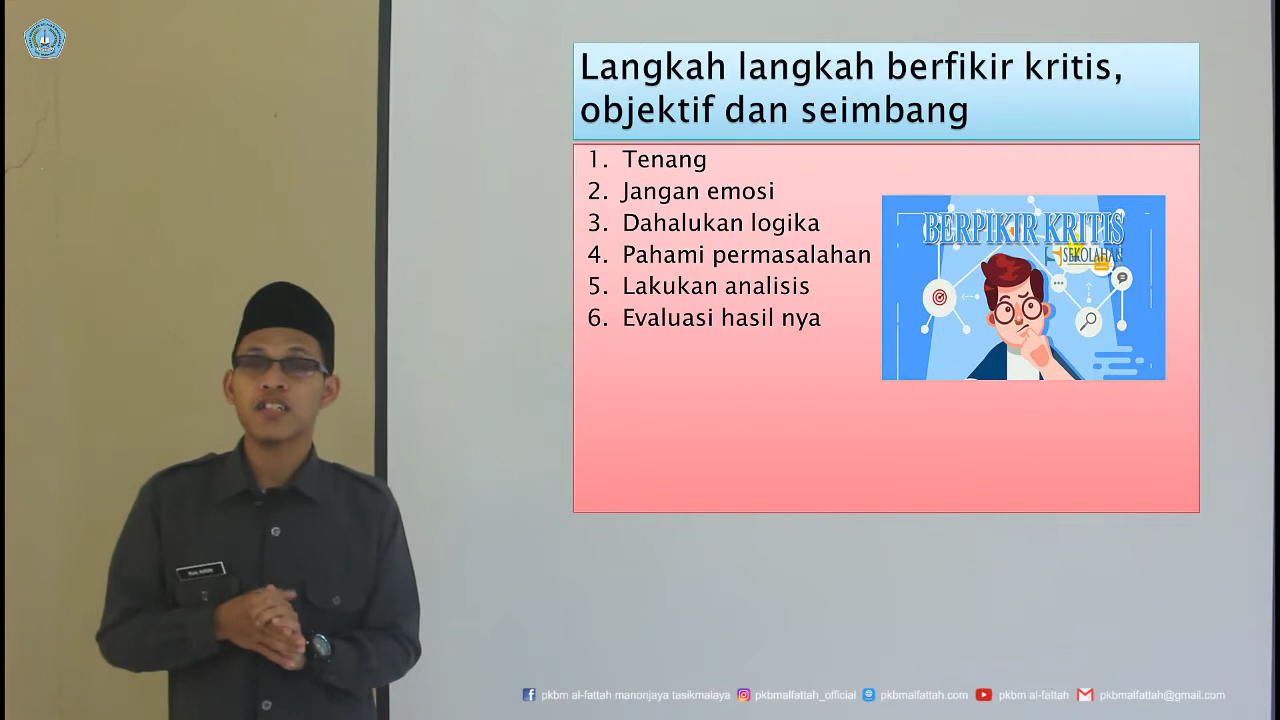 Langkah langkah berfikir kritis,
objektif dan seimbang
1. Tenang
2. Jangan emosi
3. Dahalukan logika
4. Pahami permasalahan
5. Lakukan analisis
6. Evaluasi hasil nya
BERPIKIR KRITIS
SEKOLAHAN
pkbm al-fattah manonjaya tasikmalaya pkbmalfattah_official pkbmalfattah.com pkbm al-fattah pkbmalfattah@gmail.com